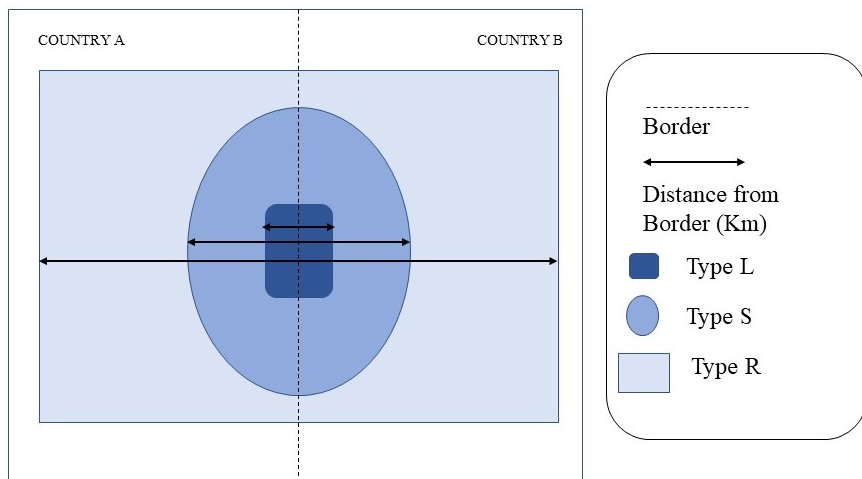 COUNTRY A
COUNTRY B
Border
Distance from
Border (Km)
Type L
Type S
Type R